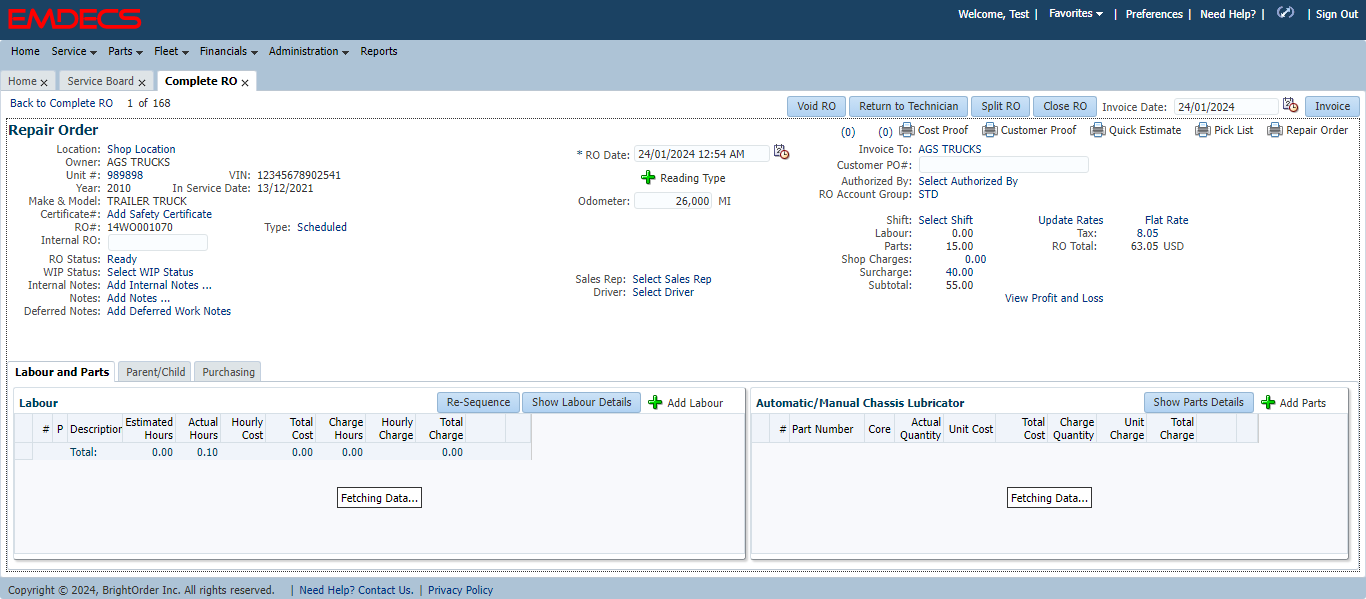 EMDECS
Welcome, Test | Favorites | Preferences | Need Help? | | Sign Out
Home Service Parts Fleet Financials Administration Reports
Home x Service Board x Complete RO x
Back to Complete RO 1 of 168
Void RO Return to Technician Split RO Close RO Invoice Date: 24/01/2024 Invoice
Repair Order
(0) (0) Cost Proof Customer Proof Quick Estimate Pick List Repair Order
Location: Shop Location
Owner: AGS TRUCKS
Unit #: 989898 VIN: 12345678902541
Year: 2010 In Service Date: 13/12/2021
Make & Model: TRAILER TRUCK
Certificate#: Add Safety Certificate
RO#: 14WO001070 Type: Scheduled
Internal RO:
RO Status: Ready
WIP Status: Select WIP Status
Internal Notes: Add Internal Notes ...
Notes: Add Notes ...
Deferred Notes: Add Deferred Work Notes
* RO Date: 24/01/2024 12:54 AM
Reading Type
Odometer: 26,000 MI
Sales Rep: Select Sales Rep
Driver: Select Driver
Invoice To: AGS TRUCKS
Customer PO#:
Authorized By: Select Authorized By
RO Account Group: STD
Shift: Select Shift Update Rates Flat Rate
Labour: 0.00 Tax: 8.05
Parts: 15.00 RO Total: 63.05 USD
Shop Charges: 0.00
Surcharge: 40.00
Subtotal: 55.00
View Profit and Loss
Labour and Parts Parent/Child Purchasing
Labour Re-Sequence Show Labour Details Add Labour
# P Description Estimated Hours Actual Hours Hourly Cost Total Cost Charge Hours Hourly Charge Total Charge
Total: 0.00 0.10 0.00 0.00 0.00
Fetching Data...
Automatic/Manual Chassis Lubricator Show Parts Details Add Parts
# Part Number Core Actual Quantity Unit Cost Total Cost Charge Quantity Unit Charge Total Charge
Fetching Data...
Copyright © 2024, BrightOrder Inc. All rights reserved. | Need Help? Contact Us. | Privacy Policy